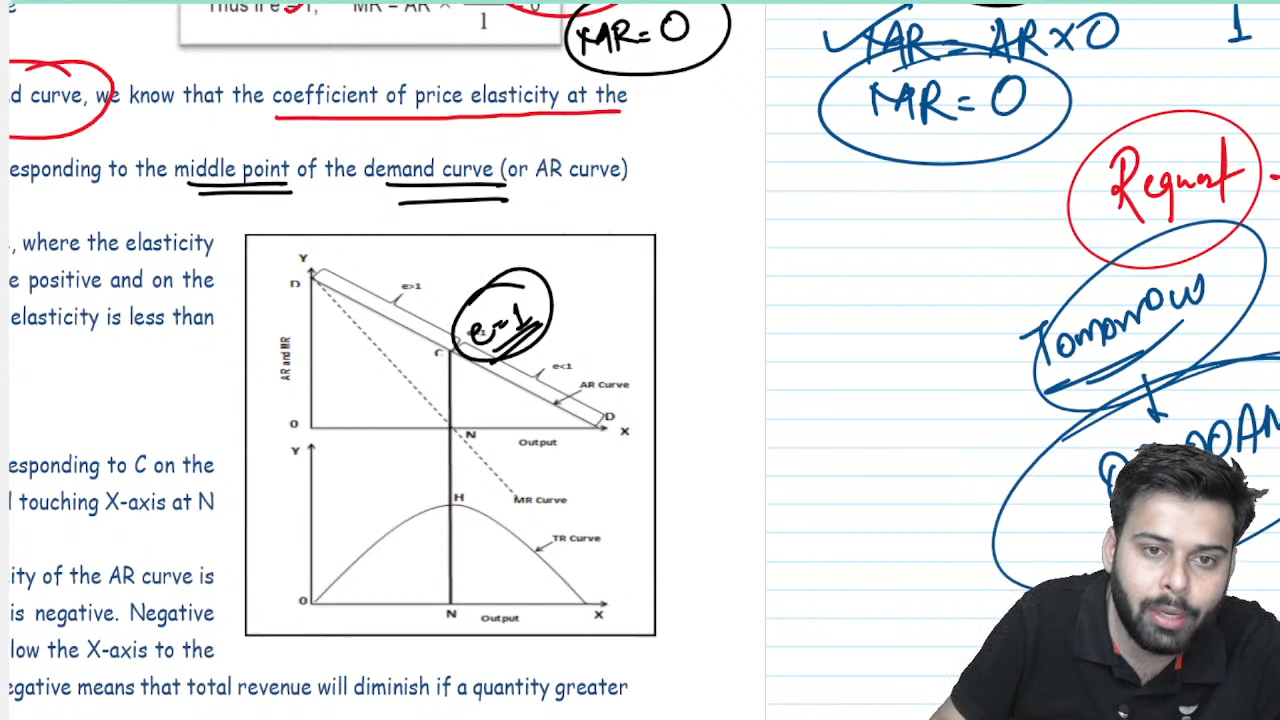 Thus if e = 1, MR = AR × 0
1
MR = 0
d curve, we know that the coefficient of price elasticity at the
esponding to the middle point of the demand curve (or AR curve)
, where the elasticity
e positive and on the
elasticity is less than
Y
D
e>1
e=1
C
e<1
AR and MR
AR Curve
D
O
N
X
Output
Y
H
MR Curve
TR Curve
O
N
Output
X
esponding to C on the
l touching X-axis at N
city of the AR curve is
is negative. Negative
low the X-axis to the
egative means that total revenue will diminish if a quantity greater
MR = AR × 0
1
MR = 0
Request -
Tomorrow
00AM